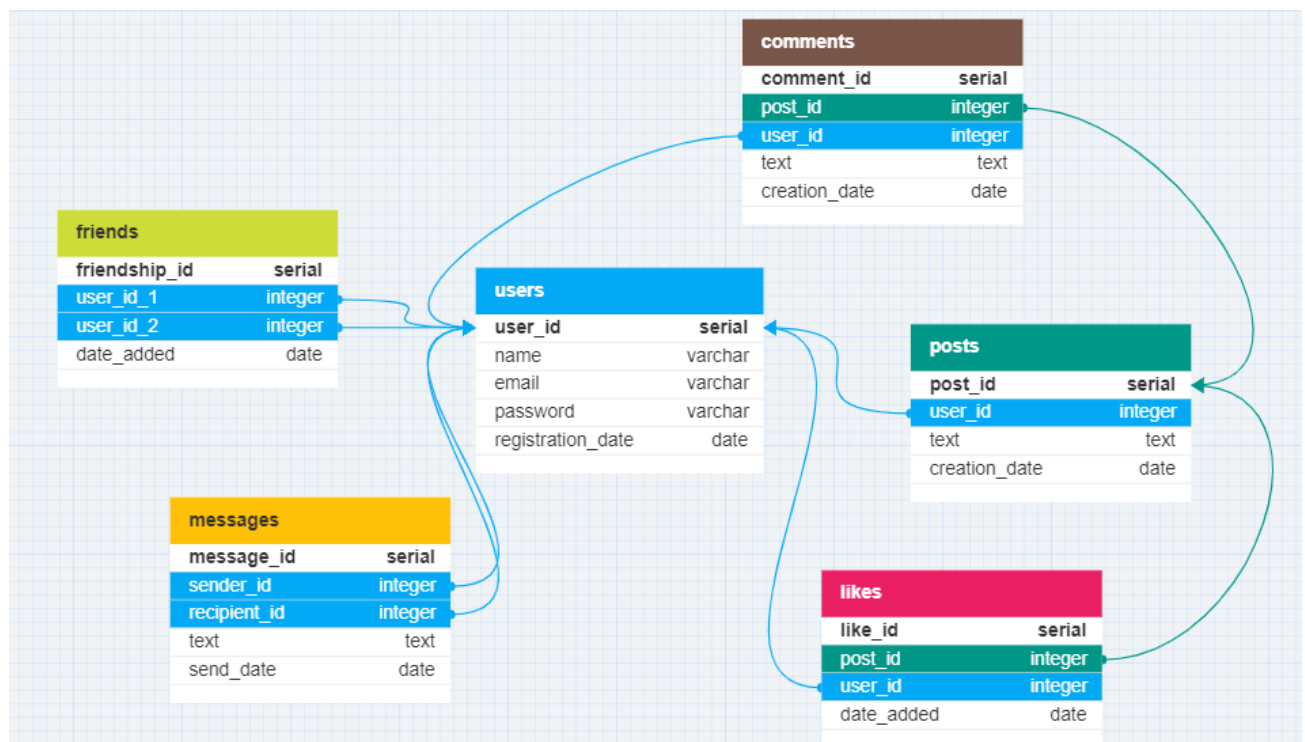 comments
comment_id serial
post_id integer
user_id integer
text text
creation_date date
friends
friendship_id serial
user_id_1 integer
user_id_2 integer
date_added date
users
user_id serial
name varchar
email varchar
password varchar
registration_date date
posts
post_id serial
user_id integer
text text
creation_date date
messages
message_id serial
sender_id integer
recipient_id integer
text text
send_date date
likes
like_id serial
post_id integer
user_id integer
date_added date